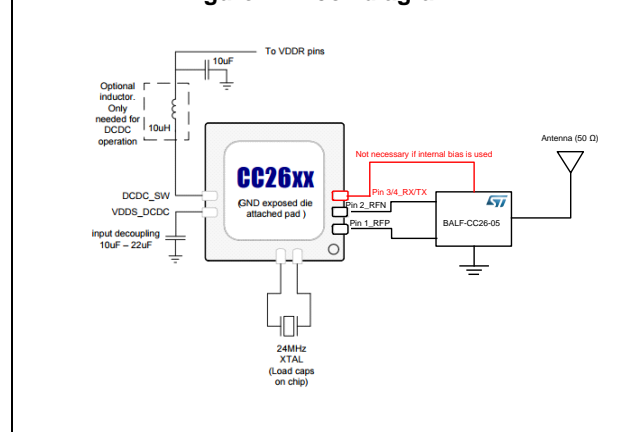 To VDDR pins
10uF
Optional
inductor.
Only
needed for
DCDC
operation
10uH
Not necessary if internal bias is used
Antenna (50 Ω)
CC26xx
(GND exposed die
attached pad )
DCDC_SW
VDDS_DCDC
Pin 3/4_RX/TX
Pin 2_RFN
Pin 1_RFP
ST
BALF-CC26-05
input decoupling
10uF – 22uF
24MHz
XTAL
(Load caps
on chip)